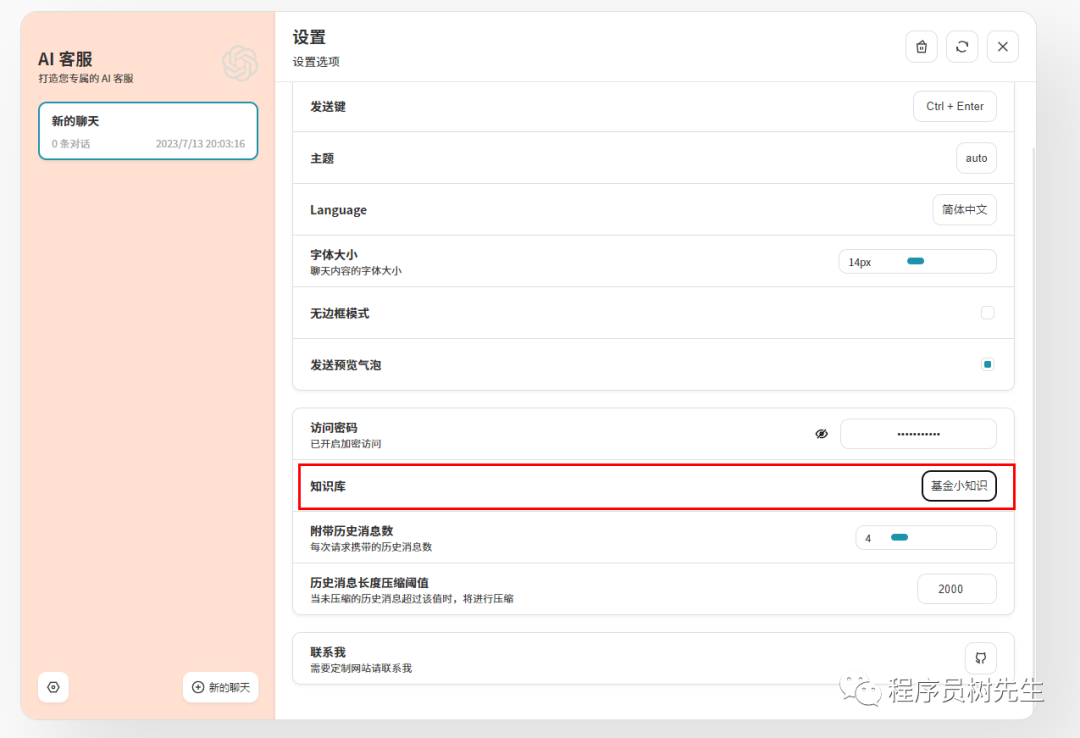 AI 客服
打造您专属的 AI 客服
新的聊天
0 条对话 2023/7/13 20:03:16
新的聊天
设置
设置选项
发送键 Ctrl + Enter
主题 auto
Language 简体中文
字体大小
聊天内容的字体大小
14px
无边框模式
发送预览气泡
访问密码
已开启加密访问
•••••••••••
知识库 基金小知识
附带历史消息数
每次请求携带的历史消息数
4
历史消息长度压缩阈值
当未压缩的历史消息超过该值时，将进行压缩
2000
联系我
需要定制网站请联系我
程序员树先生